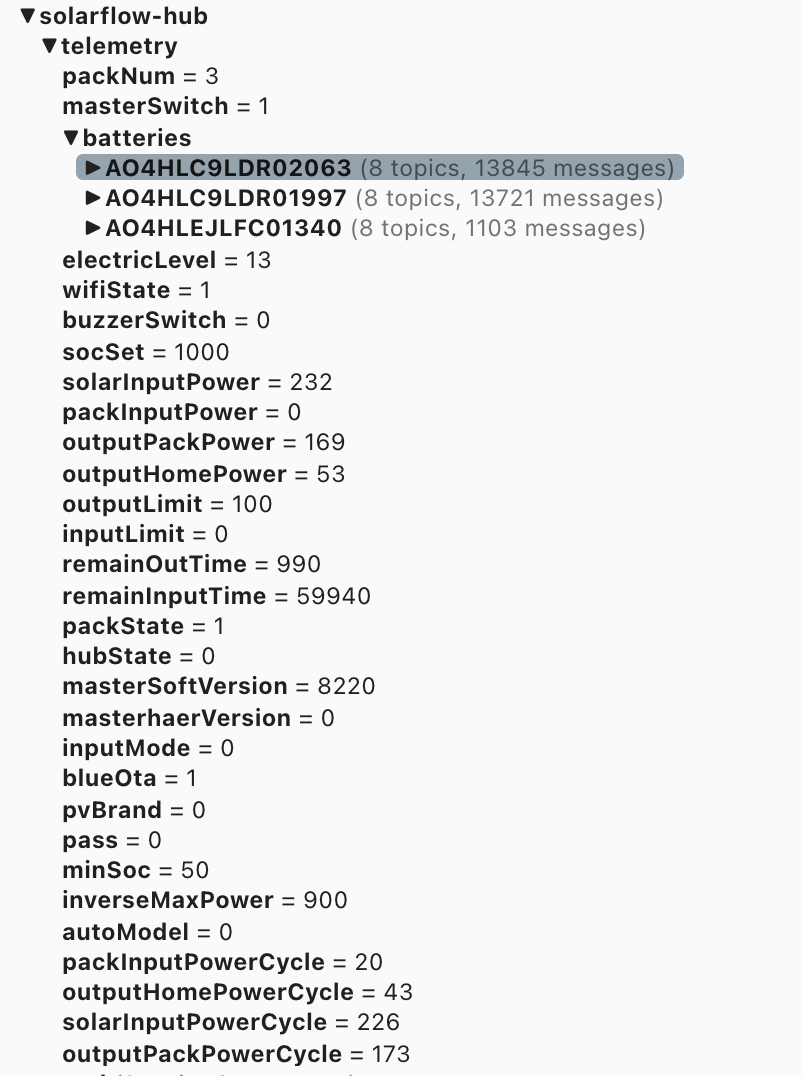 ▼solarflow-hub
▼telemetry
packNum = 3
masterSwitch = 1
▼batteries
▶AO4HLC9LDR02063 (8 topics, 13845 messages)
▶AO4HLC9LDR01997 (8 topics, 13721 messages)
▶AO4HLEJLFC01340 (8 topics, 1103 messages)
electricLevel = 13
wifiState = 1
buzzerSwitch = 0
socSet = 1000
solarInputPower = 232
packInputPower = 0
outputPackPower = 169
outputHomePower = 53
outputLimit = 100
inputLimit = 0
remainOutTime = 990
remainInputTime = 59940
packState = 1
hubState = 0
masterSoftVersion = 8220
masterhaerVersion = 0
inputMode = 0
blueOta = 1
pvBrand = 0
pass = 0
minSoc = 50
inverseMaxPower = 900
autoModel = 0
packInputPowerCycle = 20
outputHomePowerCycle = 43
solarInputPowerCycle = 226
outputPackPowerCycle = 173